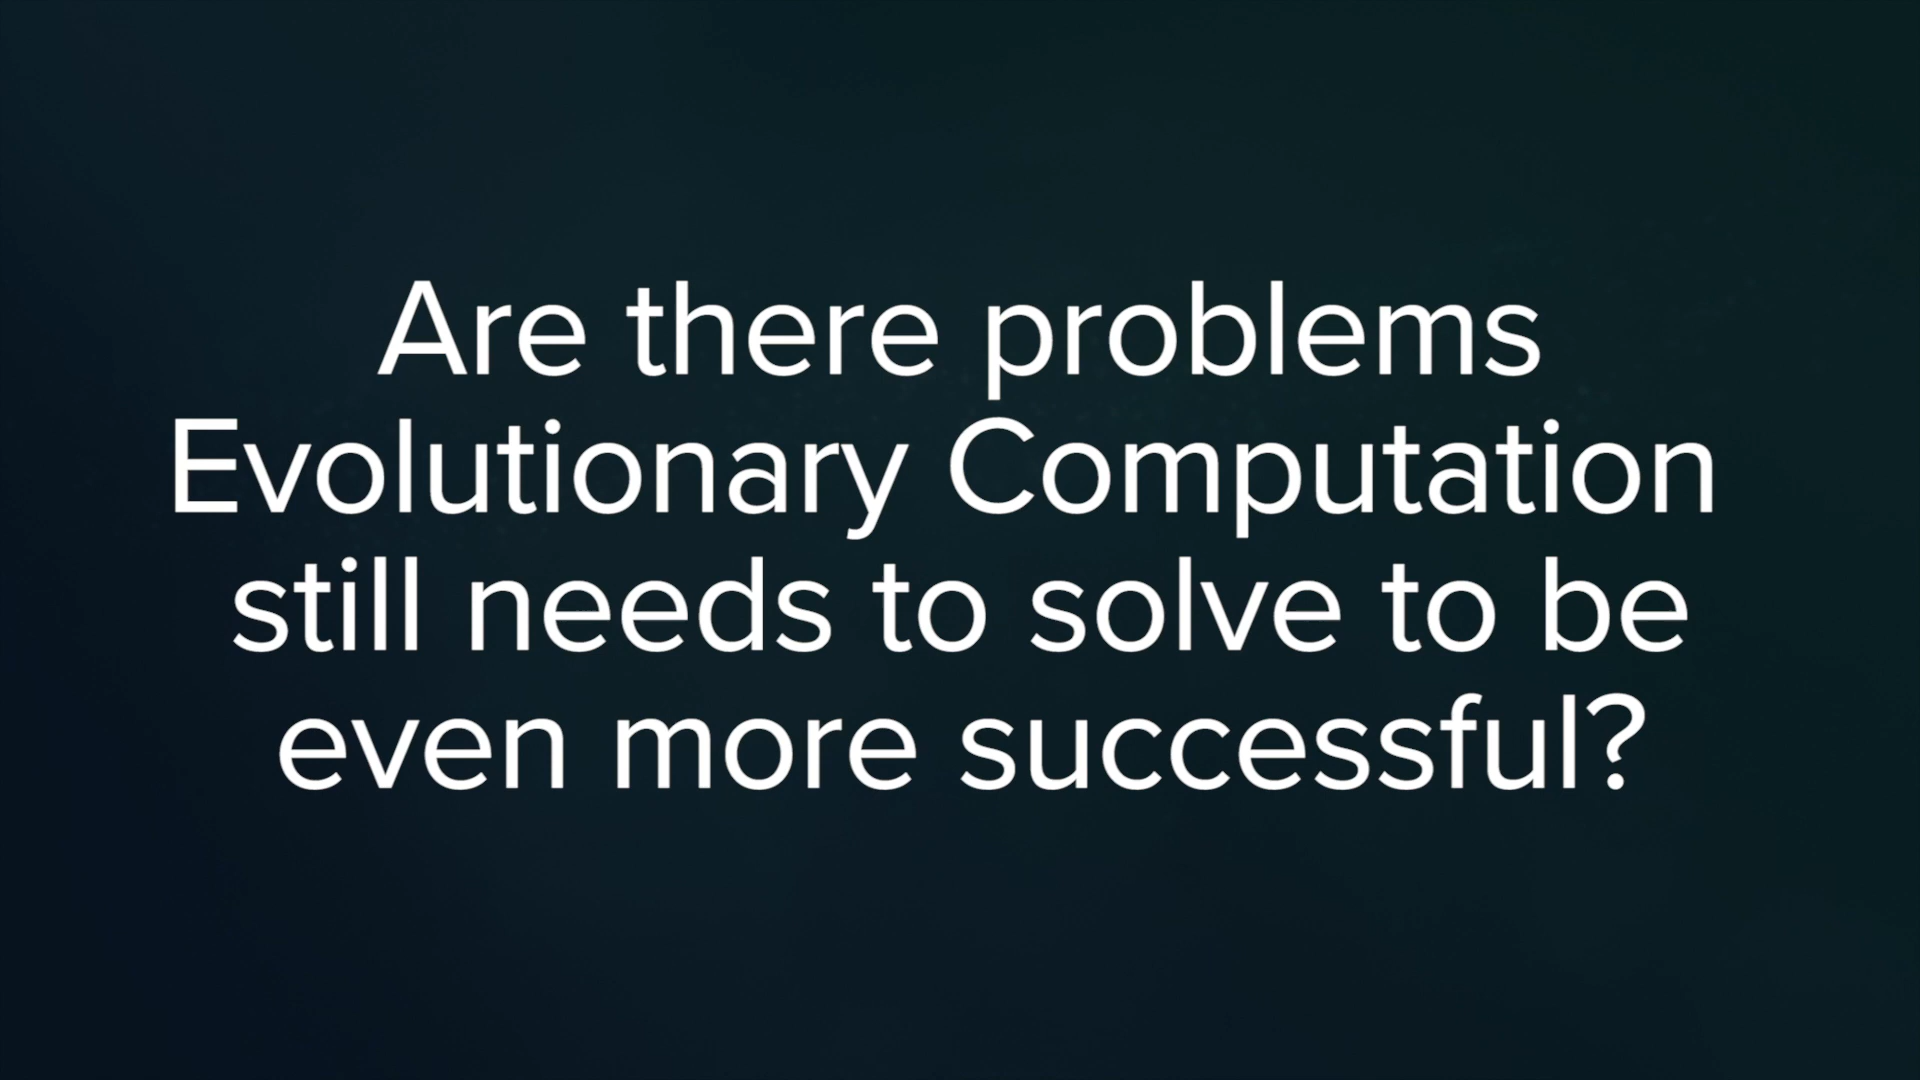 Are there problems
Evolutionary Computation
still needs to solve to be
even more successful?